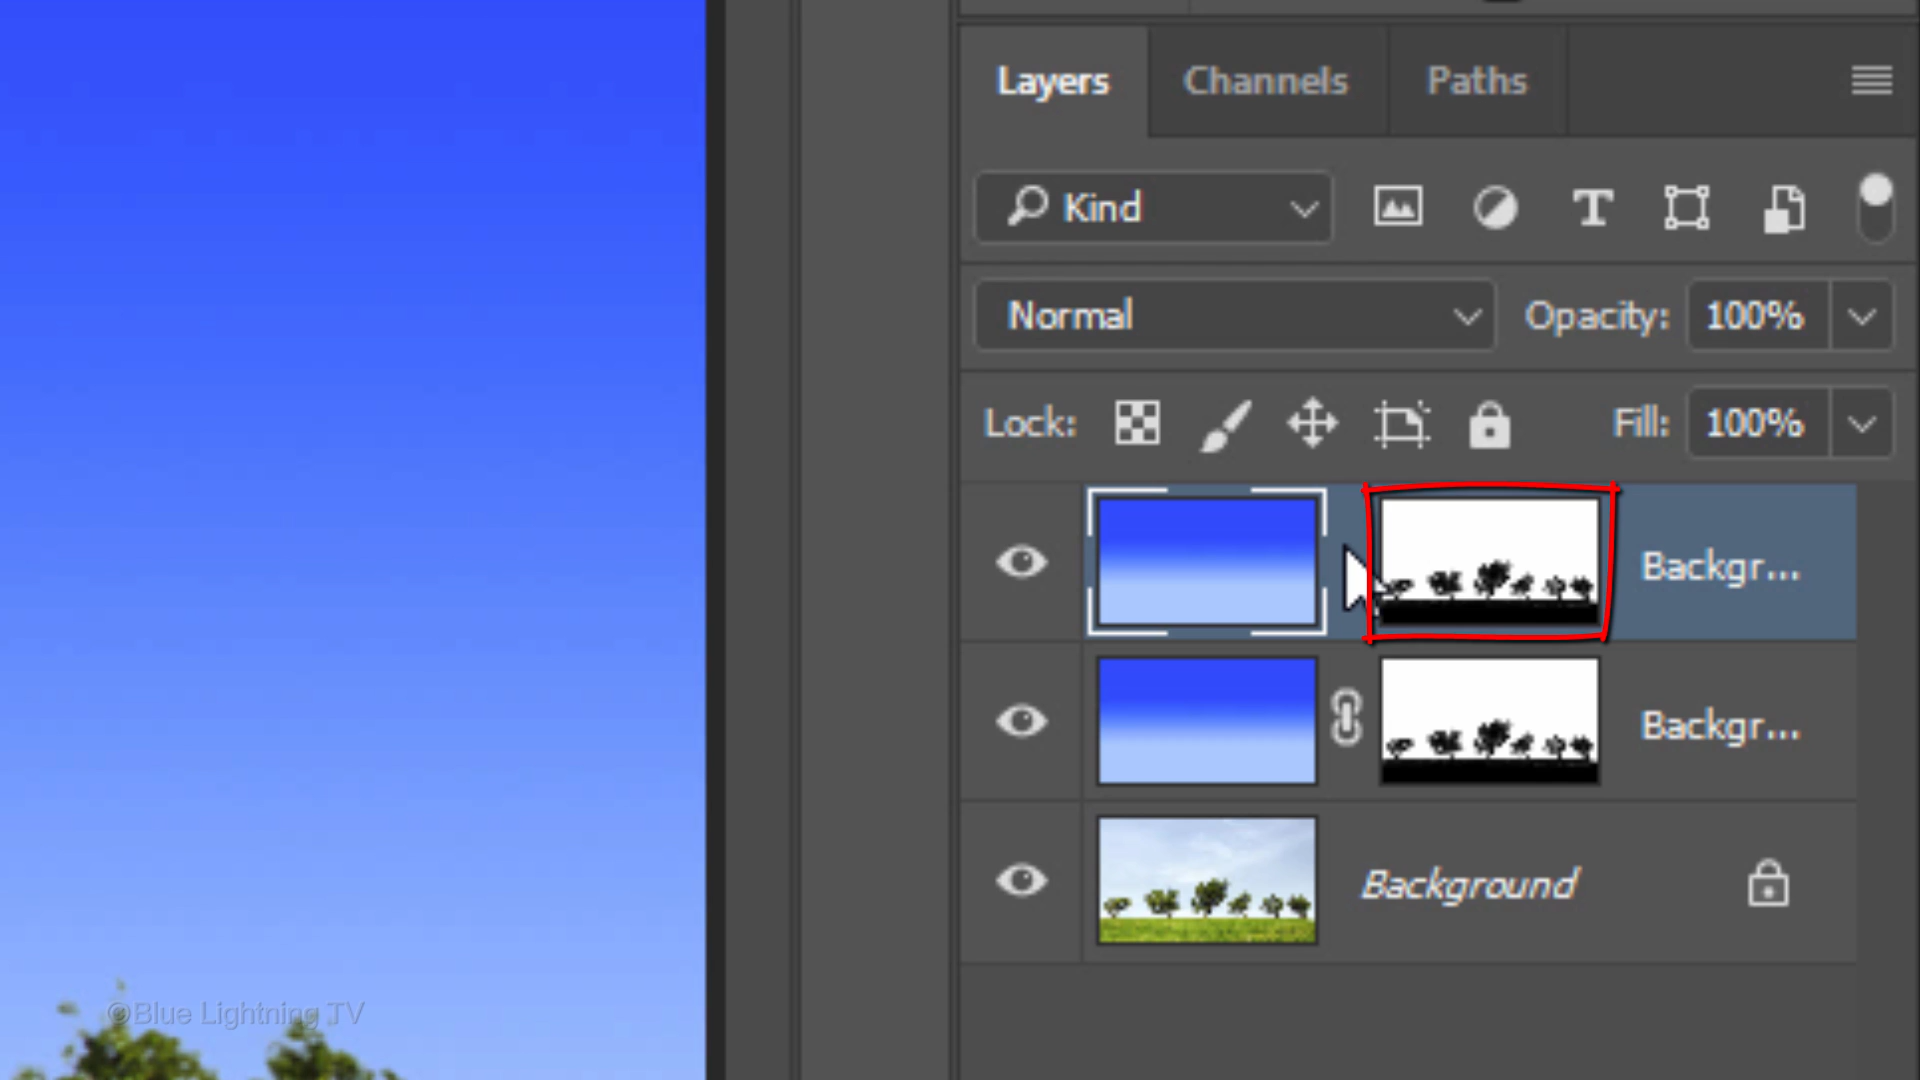 Layers Channels Paths
Kind
Normal Opacity: 100%
Lock: Fill: 100%
Backgr...
Backgr...
Background
©Blue Lightning TV